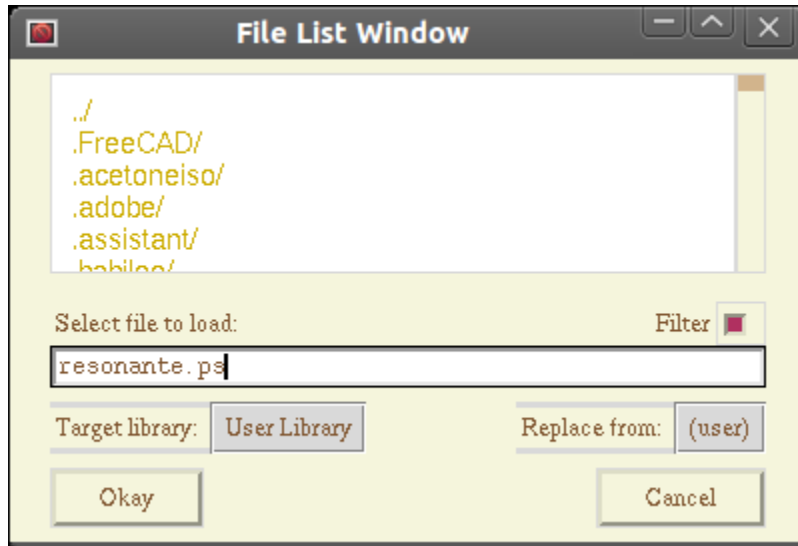 File List Window
../
.FreeCAD/
.acetoneiso/
.adobe/
.assistant/
Select file to load:
Filter
resonante.ps
Target library: User Library
Replace from: (user)
Okay
Cancel